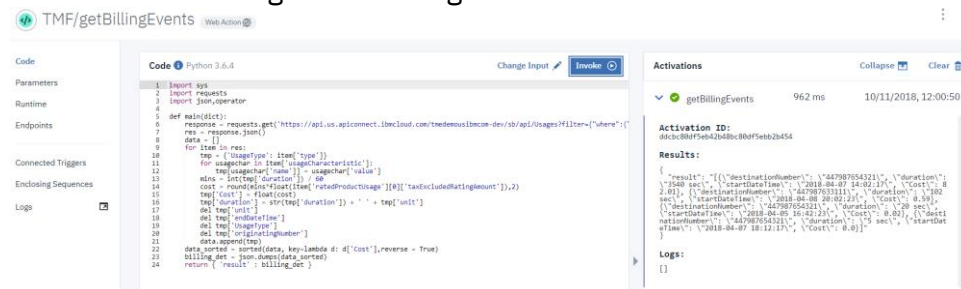 TMF/getBillingEvents Web Action
Code
Parameters
Runtime
Endpoints
Connected Triggers
Enclosing Sequences
Logs
Code Python 3.6.4 Change Input Invoke
1 import sys
2 import requests
3 import json,operator
4
5 def main(dict):
6 response = requests.get('https://api.us.apiconnect.ibmcloud.com/tmedemousibmcom-dev/sb/api/Usages?filter={"where":{"
7 res = response.json()
8 data = []
9 for item in res:
10 tmp = {'UsageType': item['type']}
11 for usagechar in item['usageCharacteristic']:
12 tmp[usagechar['name']] = usagechar['value']
13 mins = int(tmp['duration']) / 60
14 cost = round(mins*float(item['ratedProductUsage'][0]['taxExcludedRatingAmount']),2)
15 tmp['Cost'] = float(cost)
16 tmp['duration'] = str(tmp['duration']) + ' ' + tmp['unit']
17 del tmp['unit']
18 del tmp['endDateTime']
19 del tmp['UsageType']
20 del tmp['originatingNumber']
21 data.append(tmp)
22 data_sorted = sorted(data, key=lambda d: d['Cost'],reverse = True)
23 billing_det = json.dumps(data_sorted)
24 return { 'result' : billing_det }
Activations Collapse Clear
getBillingEvents 962 ms 10/11/2018, 12:00:50
Activation ID:
ddcbc80df5eb42b48bc80df5ebb2b454
Results:
{
"result": "[{\"destinationNumber\": \"447987654321\", \"duration\":
\"3540 sec\", \"startDateTime\": \"2018-04-07 14:02:17\", \"Cost\": 8
2.01}, {\"destinationNumber\": \"447987633111\", \"duration\": \"102
sec\", \"startDateTime\": \"2018-04-08 20:02:23\", \"Cost\": 0.59},
{\"destinationNumber\": \"447987654321\", \"duration\": \"20 sec\",
\"startDateTime\": \"2018-04-05 16:42:23\", \"Cost\": 0.02}, {\"desti
nationNumber\": \"447987654321\", \"duration\": \"5 sec\", \"startDat
eTime\": \"2018-04-07 18:12:17\", \"Cost\": 0.0}]"
}
Logs:
[]